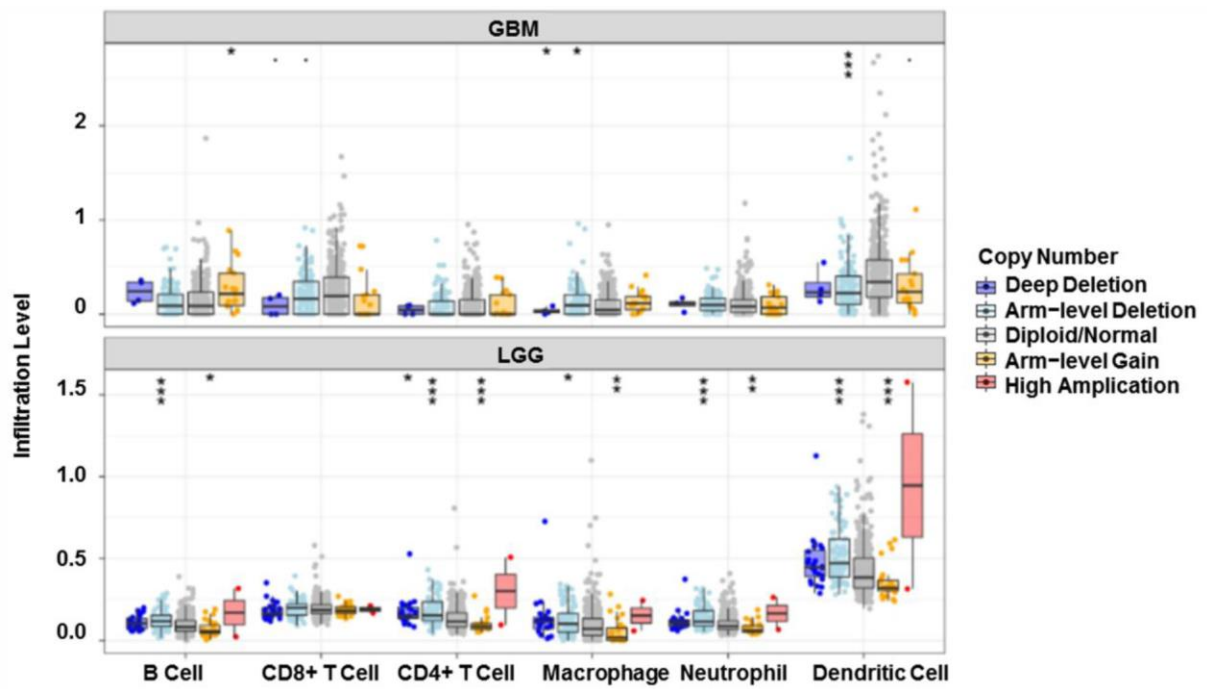 GBM
* * * ***
2
1
0
LGG
*** * * *** *** * ** *** ** *** ***
1.5
1.0
0.5
0.0
Infiltration Level
B Cell CD8+ T Cell CD4+ T Cell Macrophage Neutrophil Dendritic Cell
Copy Number
Deep Deletion
Arm-level Deletion
Diploid/Normal
Arm-level Gain
High Amplication